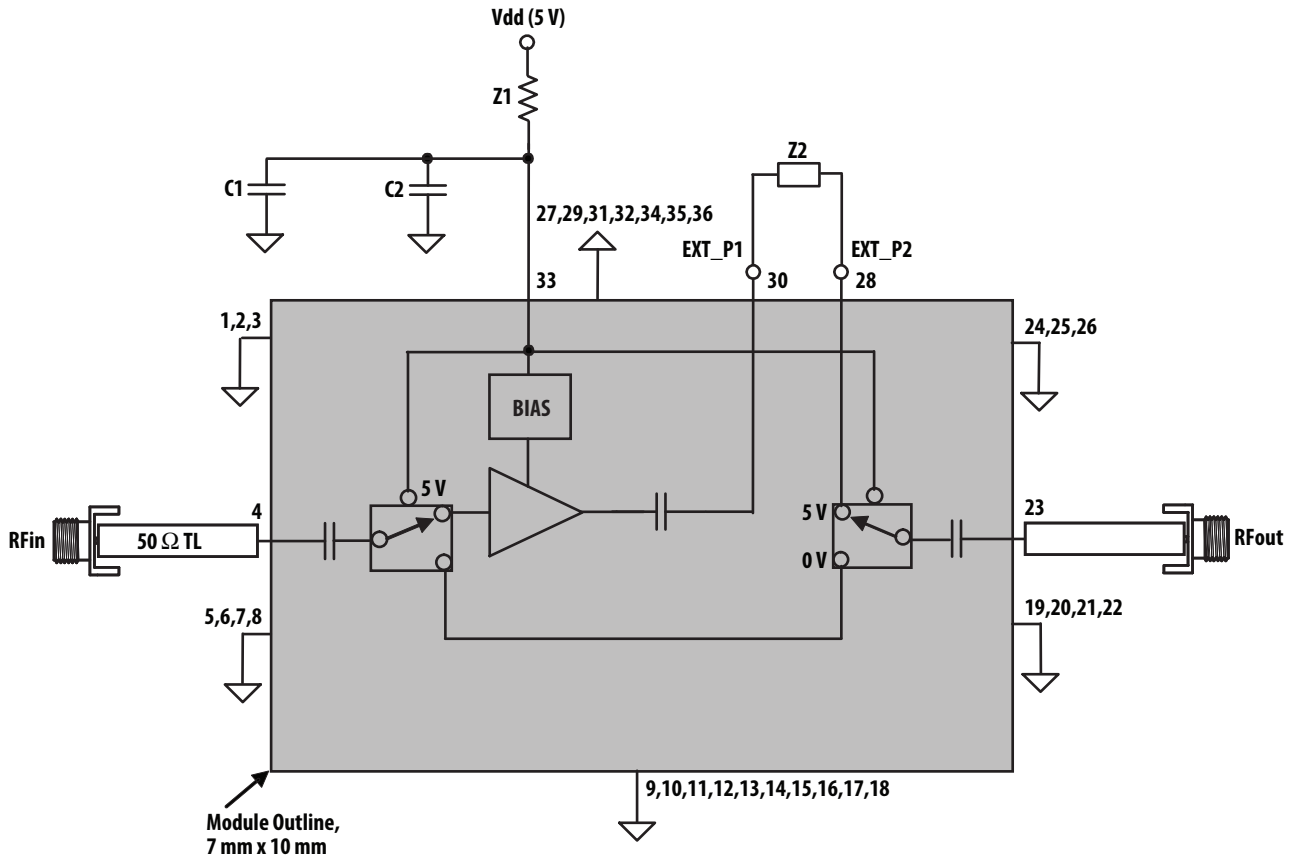 Vdd (5 V)
Z1
Z2
C1
C2
27,29,31,32,34,35,36
EXT_P1
EXT_P2
33
30
28
1,2,3
24,25,26
BIAS
5 V
4
5 V
23
RFin
50 Ω TL
RFout
0 V
5,6,7,8
19,20,21,22
9,10,11,12,13,14,15,16,17,18
Module Outline,
7 mm x 10 mm